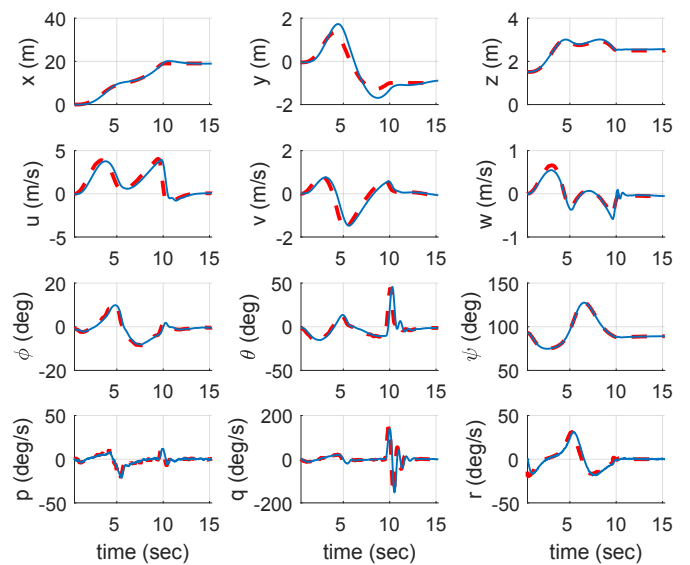 40
20
0
x (m)
5 10 15
2
0
-2
y (m)
5 10 15
4
2
0
z (m)
5 10 15
5
0
-5
u (m/s)
5 10 15
2
0
-2
v (m/s)
5 10 15
1
0
-1
w (m/s)
5 10 15
20
0
-20
ϕ (deg)
5 10 15
50
0
-50
θ (deg)
5 10 15
150
100
50
ψ (deg)
5 10 15
50
0
-50
p (deg/s)
5 10 15
time (sec)
200
0
-200
q (deg/s)
5 10 15
time (sec)
50
0
-50
r (deg/s)
5 10 15
time (sec)